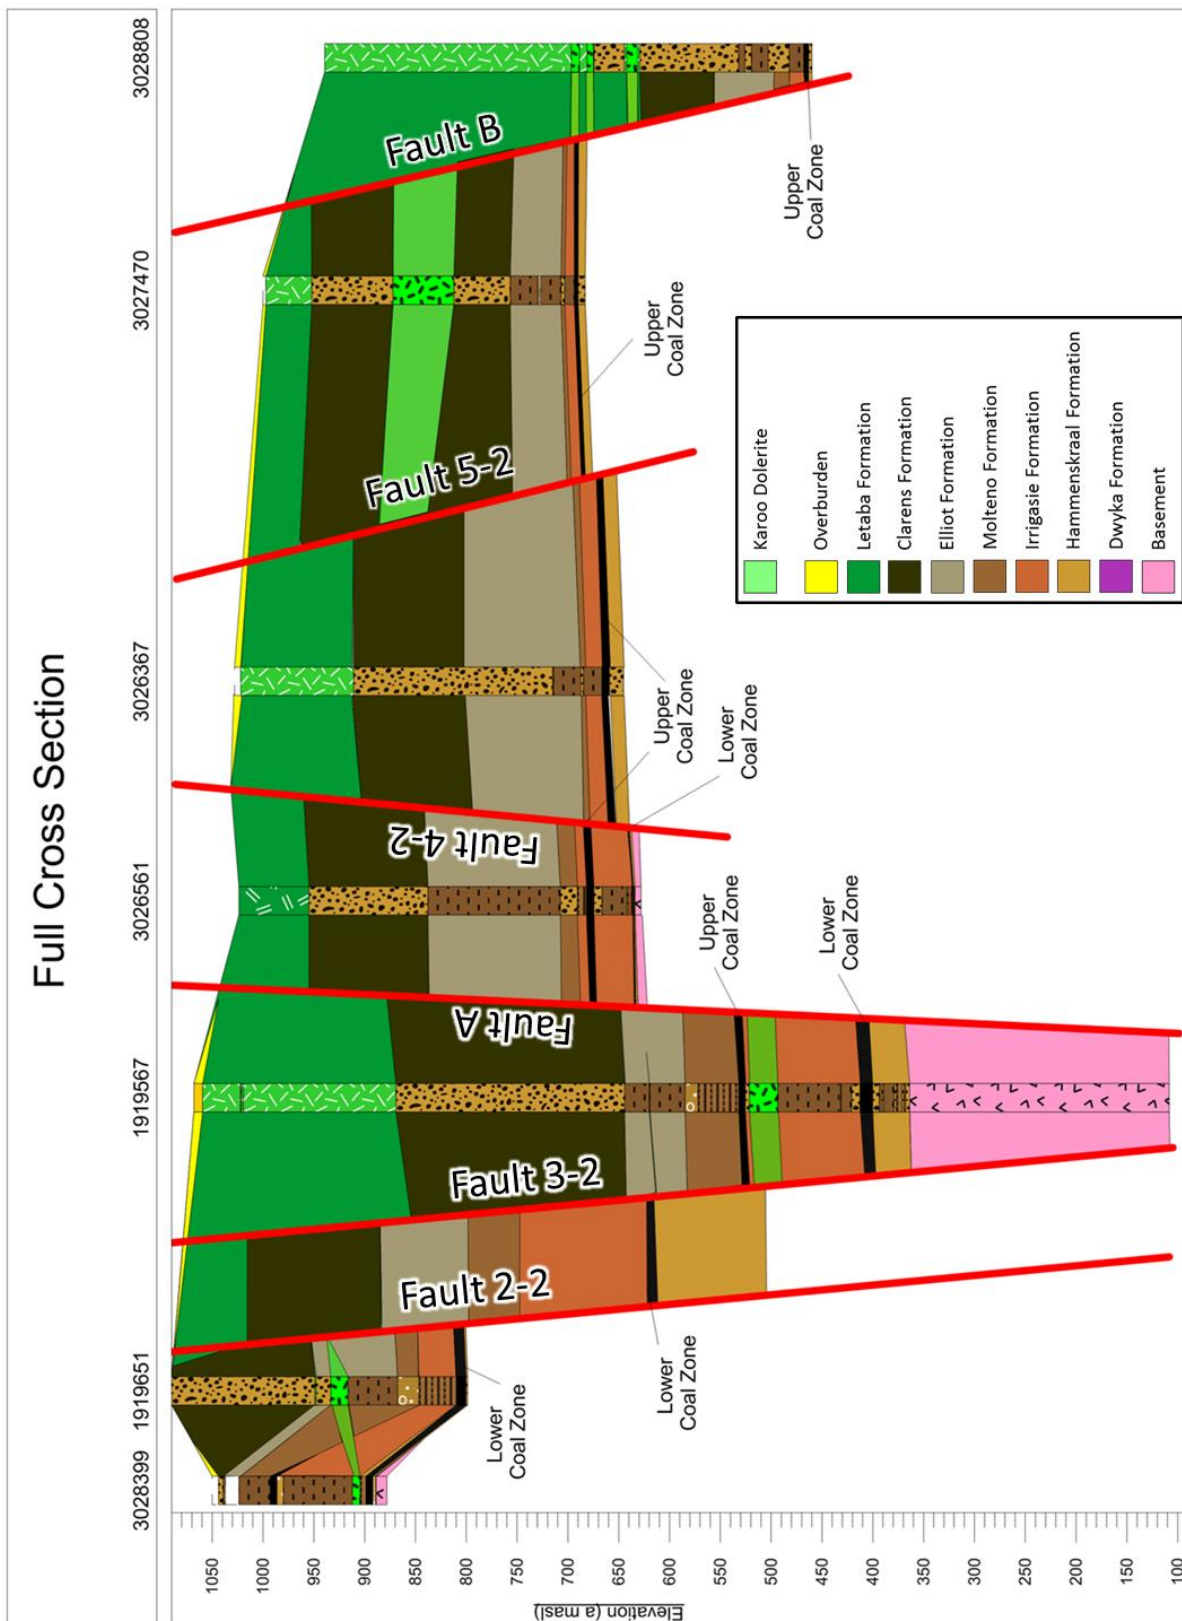 Full Cross Section
3028399
1919651
1919567
3026561
3026367
3027470
3028808
Elevation (a masl)
1050
1000
950
900
850
800
750
700
650
600
550
500
450
400
350
300
250
200
150
100
Fault 2-2
Fault 3-2
Fault A
Fault 4-2
Fault 5-2
Fault B
Lower
Coal Zone
Lower
Coal Zone
Upper
Coal Zone
Lower
Coal Zone
Upper
Coal Zone
Lower
Coal Zone
Upper
Coal Zone
Upper
Coal Zone
Karoo Dolerite
Overburden
Letaba Formation
Clarens Formation
Elliot Formation
Molteno Formation
Irrigasie Formation
Hammenskraal Formation
Dwyka Formation
Basement